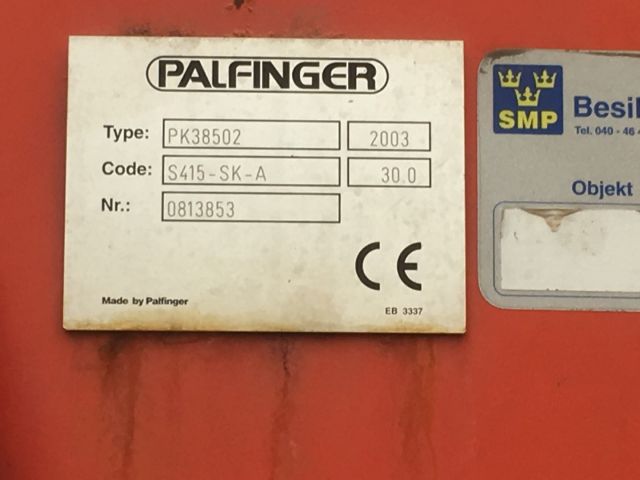 PALFINGER
Type: PK38502 2003
Code: S415-SK-A 30.0
Nr.: 0813853
CE
Made by Palfinger
EB 3337
SMP
Tel. 040 - 46
Objekt